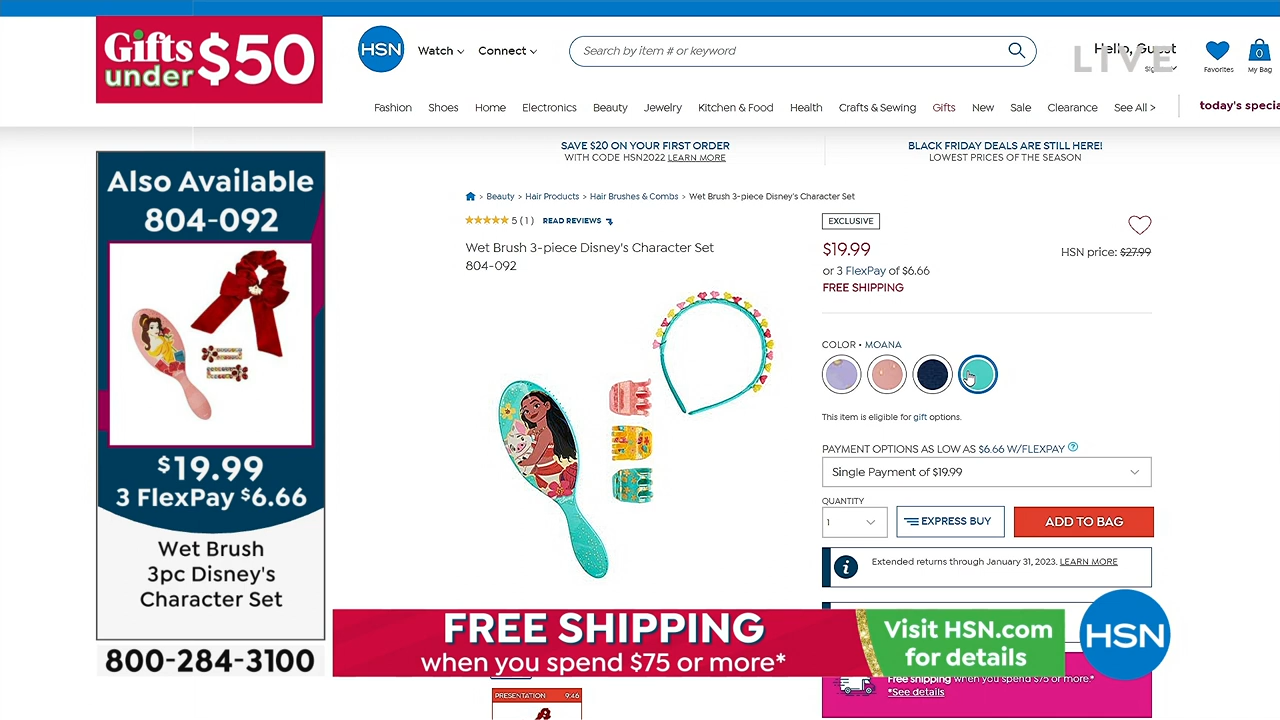 Gifts under $50
HSN
Watch
Connect
Search by item # or keyword
Hello, Guest
LIVE
Favorites
0
My Bag
Fashion
Shoes
Home
Electronics
Beauty
Jewelry
Kitchen & Food
Health
Crafts & Sewing
Gifts
New
Sale
Clearance
See All >
today's specia
SAVE $20 ON YOUR FIRST ORDER
WITH CODE HSN2022 LEARN MORE
BLACK FRIDAY DEALS ARE STILL HERE!
LOWEST PRICES OF THE SEASON
Also Available
804-092
$19.99
3 FlexPay $6.66
Wet Brush
3pc Disney's
Character Set
800-284-3100
> Beauty > Hair Products > Hair Brushes & Combs > Wet Brush 3-piece Disney's Character Set
5 ( 1 ) READ REVIEWS
Wet Brush 3-piece Disney's Character Set
804-092
EXCLUSIVE
$19.99
HSN price: $27.99
or 3 FlexPay of $6.66
FREE SHIPPING
COLOR • MOANA
This item is eligible for gift options.
PAYMENT OPTIONS AS LOW AS $6.66 W/FLEXPAY ?
Single Payment of $19.99
QUANTITY
1
EXPRESS BUY
ADD TO BAG
i
Extended returns through January 31, 2023. LEARN MORE
FREE SHIPPING
when you spend $75 or more*
Visit HSN.com
for details
HSN
Free shipping when you spend $75 or more.*
*See details
PRESENTATION 9:46